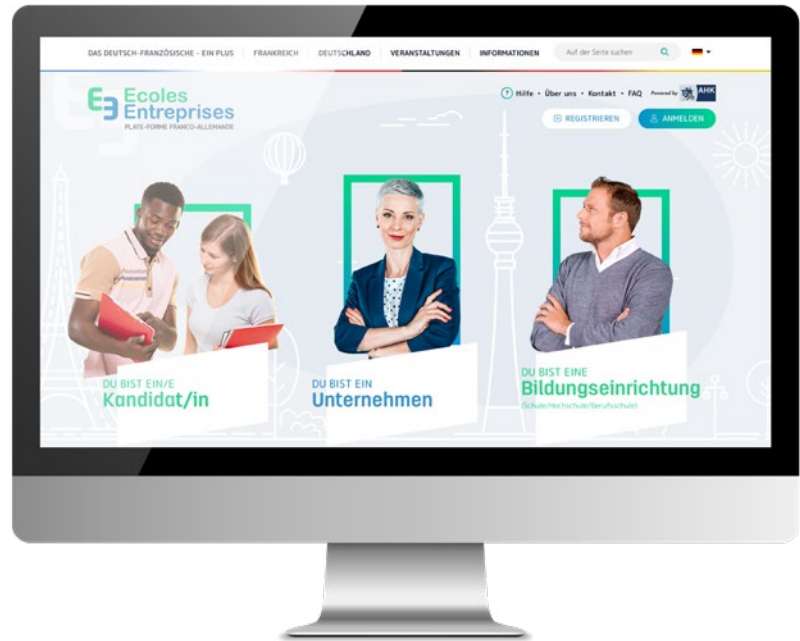 DAS DEUTSCH-FRANZÖSISCHE - EIN PLUS FRANKREICH DEUTSCHLAND VERANSTALTUNGEN INFORMATIONEN Auf der Seite suchen
Ecoles
Entreprises
PLATE-FORME FRANCO-ALLEMANDE
? Hilfe • Über uns • Kontakt • FAQ Powered by AHK
REGISTRIEREN ANMELDEN
DU BIST EIN/E
Kandidat/in
DU BIST EIN
Unternehmen
DU BIST EINE
Bildungseinrichtung
(Schule/Hochschule/Berufsschule)